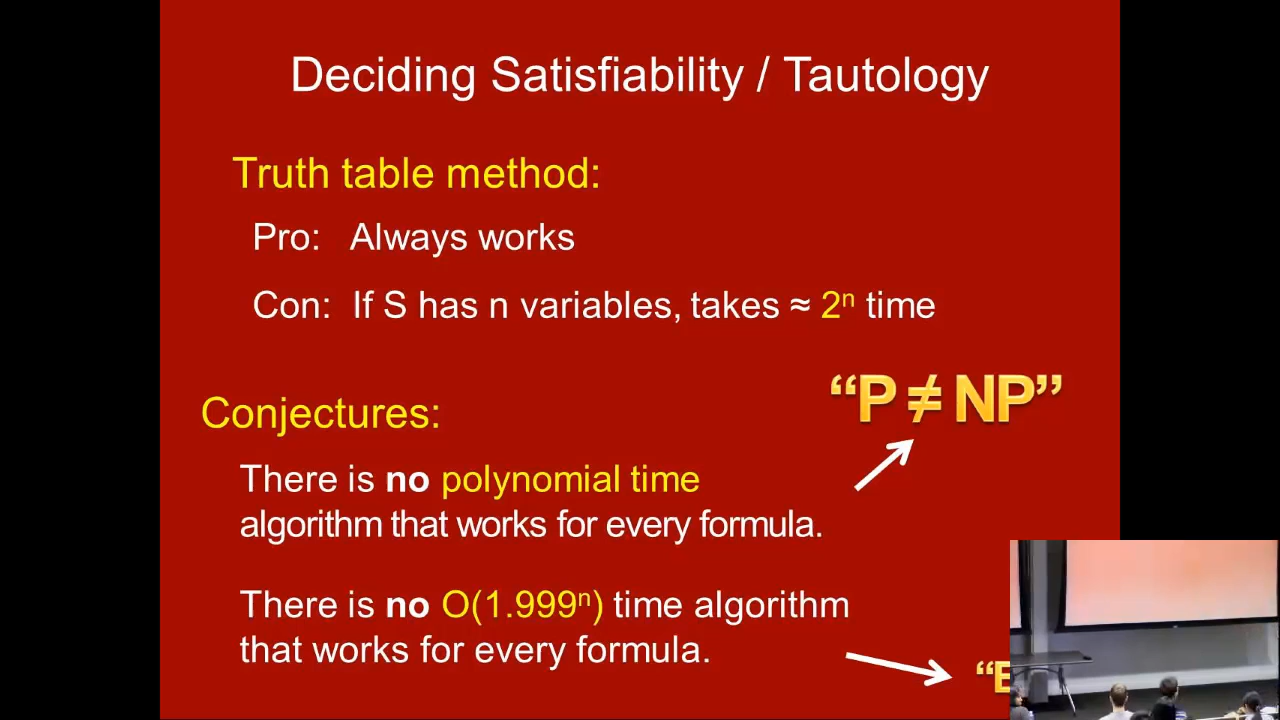 Deciding Satisfiability / Tautology
Truth table method:
Pro: Always works
Con: If S has n variables, takes ≈ 2ⁿ time
“P ≠ NP”
Conjectures:
There is no polynomial time
algorithm that works for every formula.
There is no O(1.999ⁿ) time algorithm
that works for every formula.